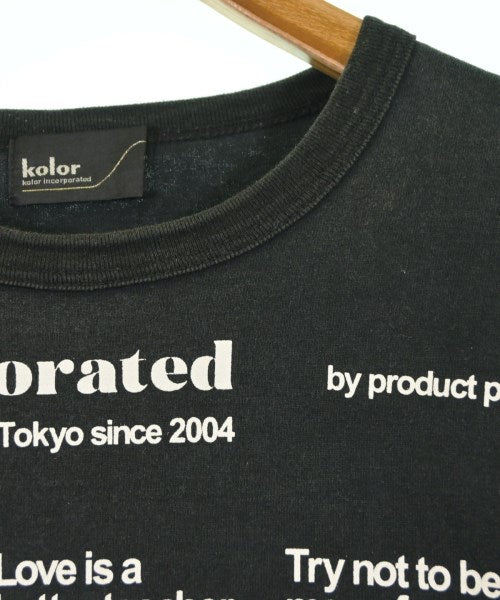 kolor
kolor incorporated
orated
by product p
Tokyo since 2004
Love is a
Try not to be